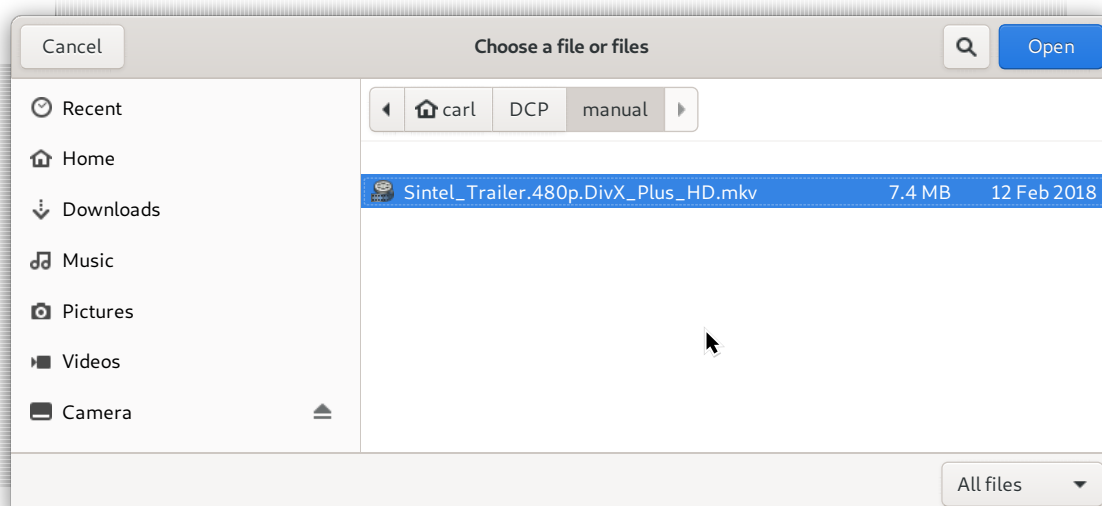 Cancel Choose a file or files Open
Recent
carl DCP manual
Home
Sintel_Trailer.480p.DivX_Plus_HD.mkv 7.4 MB 12 Feb 2018
Downloads
Music
Pictures
Videos
Camera
All files